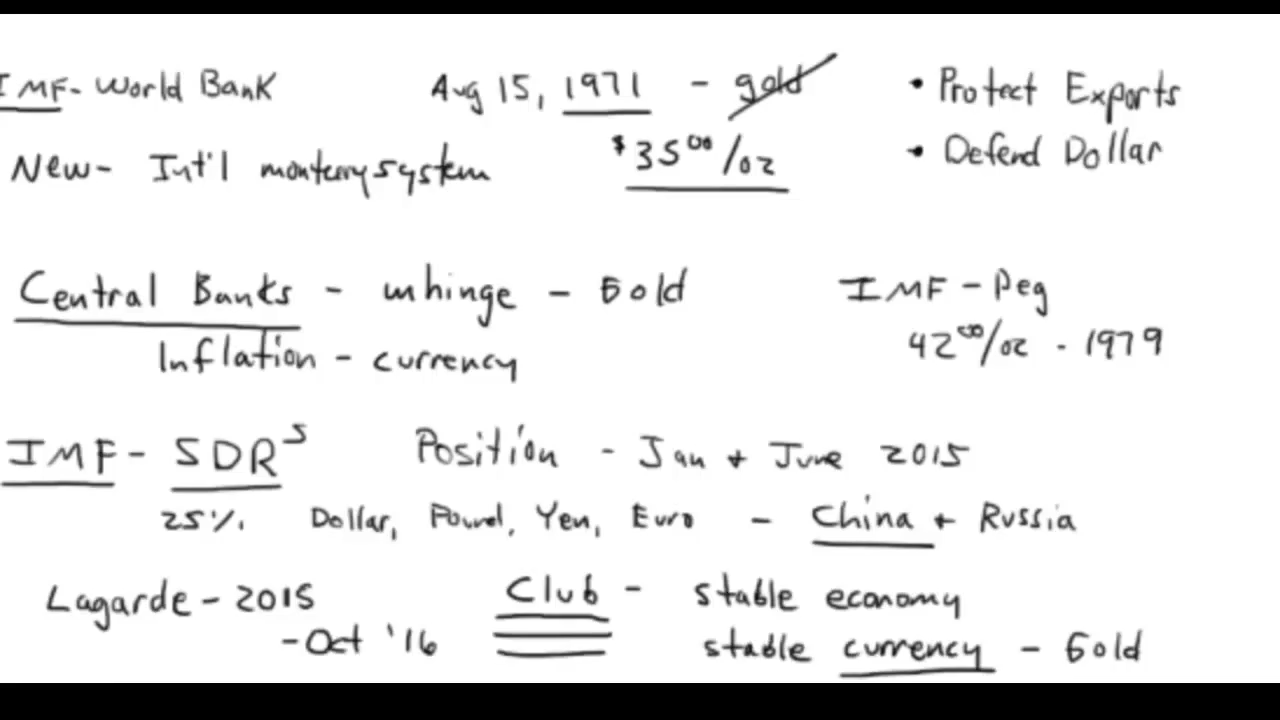 IMF- World Bank
Aug 15, 1971 - gold
• Protect Exports
New- Int'l monterry system
$35 00/oz
• Defend Dollar
Central Banks - whinge - Gold
IMF - Peg
Inflation - currency
42 00/oz - 1979
IMF- SDRs
Position - Jan + June 2015
25% Dollar, Pound, Yen, Euro - China + Russia
Lagarde - 2015
Club - stable economy
- Oct '16
stable currency - Gold